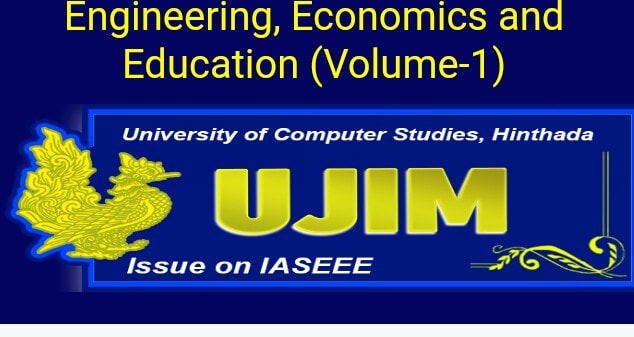 Engineering, Economics and
Education (Volume-1)
University of Computer Studies, Hinthada
UJIM
Issue on IASEEE